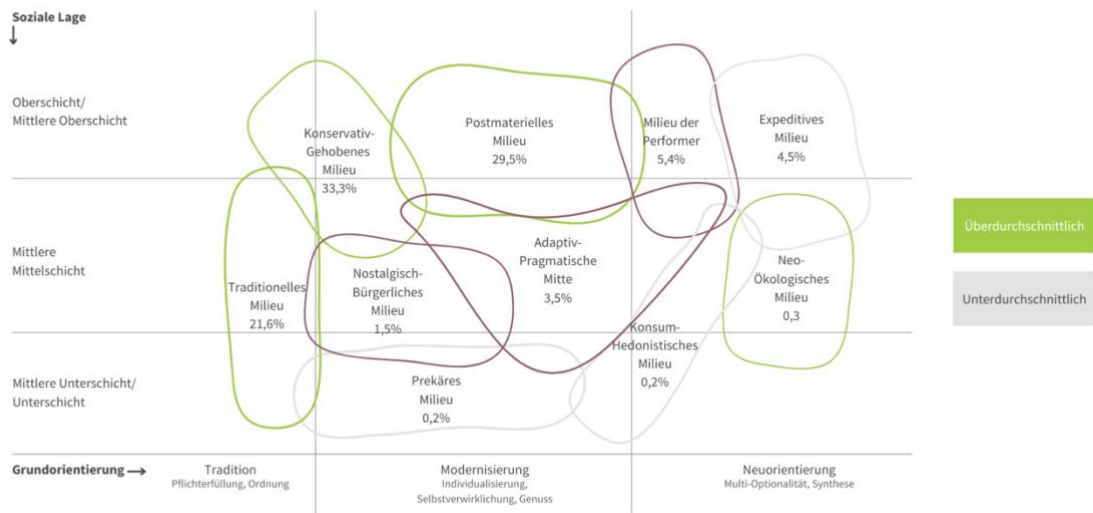 Soziale Lage
Oberschicht/
Mittlere Oberschicht
Konservativ-
Gehobenes
Milieu
33,3%
Postmaterielles
Milieu
29,5%
Milieu der
Performer
5,4%
Expeditives
Milieu
4,5%
Mittlere
Mittelschicht
Traditionelles
Milieu
21,6%
Nostalgisch-
Bürgerliches
Milieu
1,5%
Adaptiv-
Pragmatische
Mitte
3,5%
Neo-
Ökologisches
Milieu
0,3
Überdurchschnittlich
Unterdurchschnittlich
Mittlere Unterschicht/
Unterschicht
Prekäres
Milieu
0,2%
Konsum-
Hedonistisches
Milieu
0,2%
Grundorientierung
Tradition
Pflichterfüllung, Ordnung
Modernisierung
Individualisierung,
Selbstverwirklichung, Genuss
Neuorientierung
Multi-Optionalität, Synthese